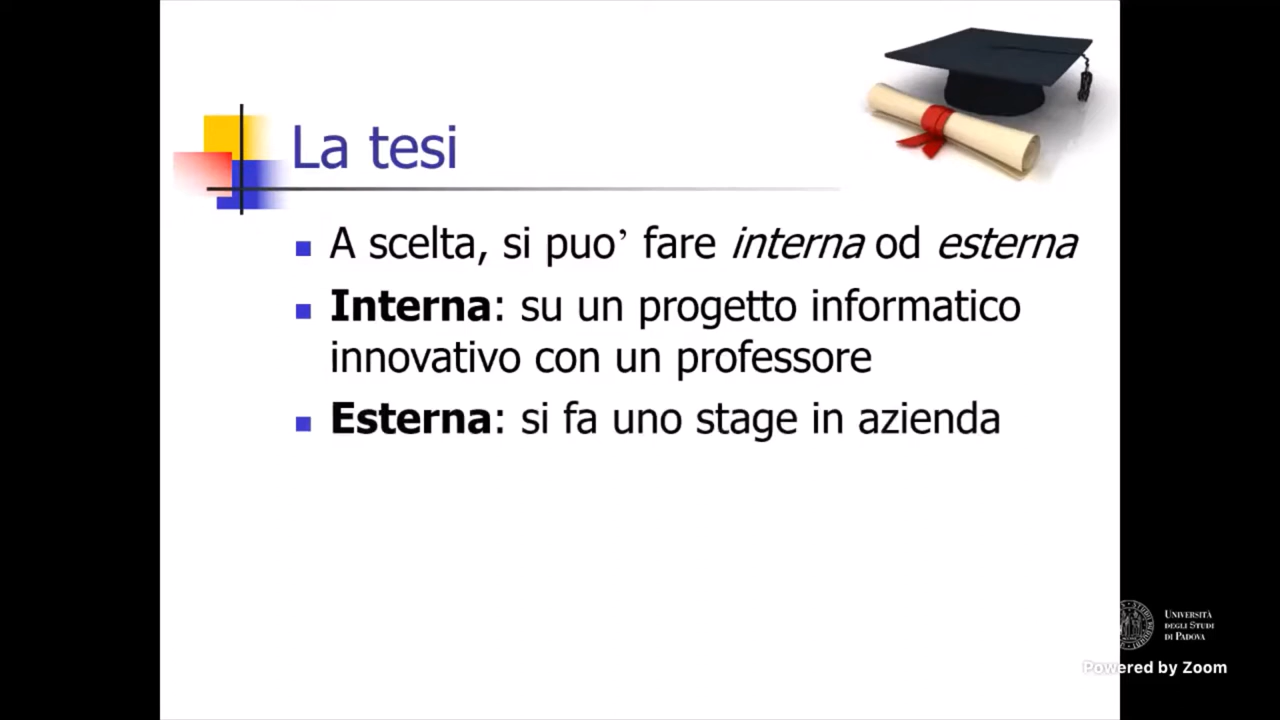 La tesi
A scelta, si puo’ fare interna od esterna
Interna: su un progetto informatico
innovativo con un professore
Esterna: si fa uno stage in azienda
UNIVERSITÀ
DEGLI STUDI
DI PADOVA
Powered by Zoom